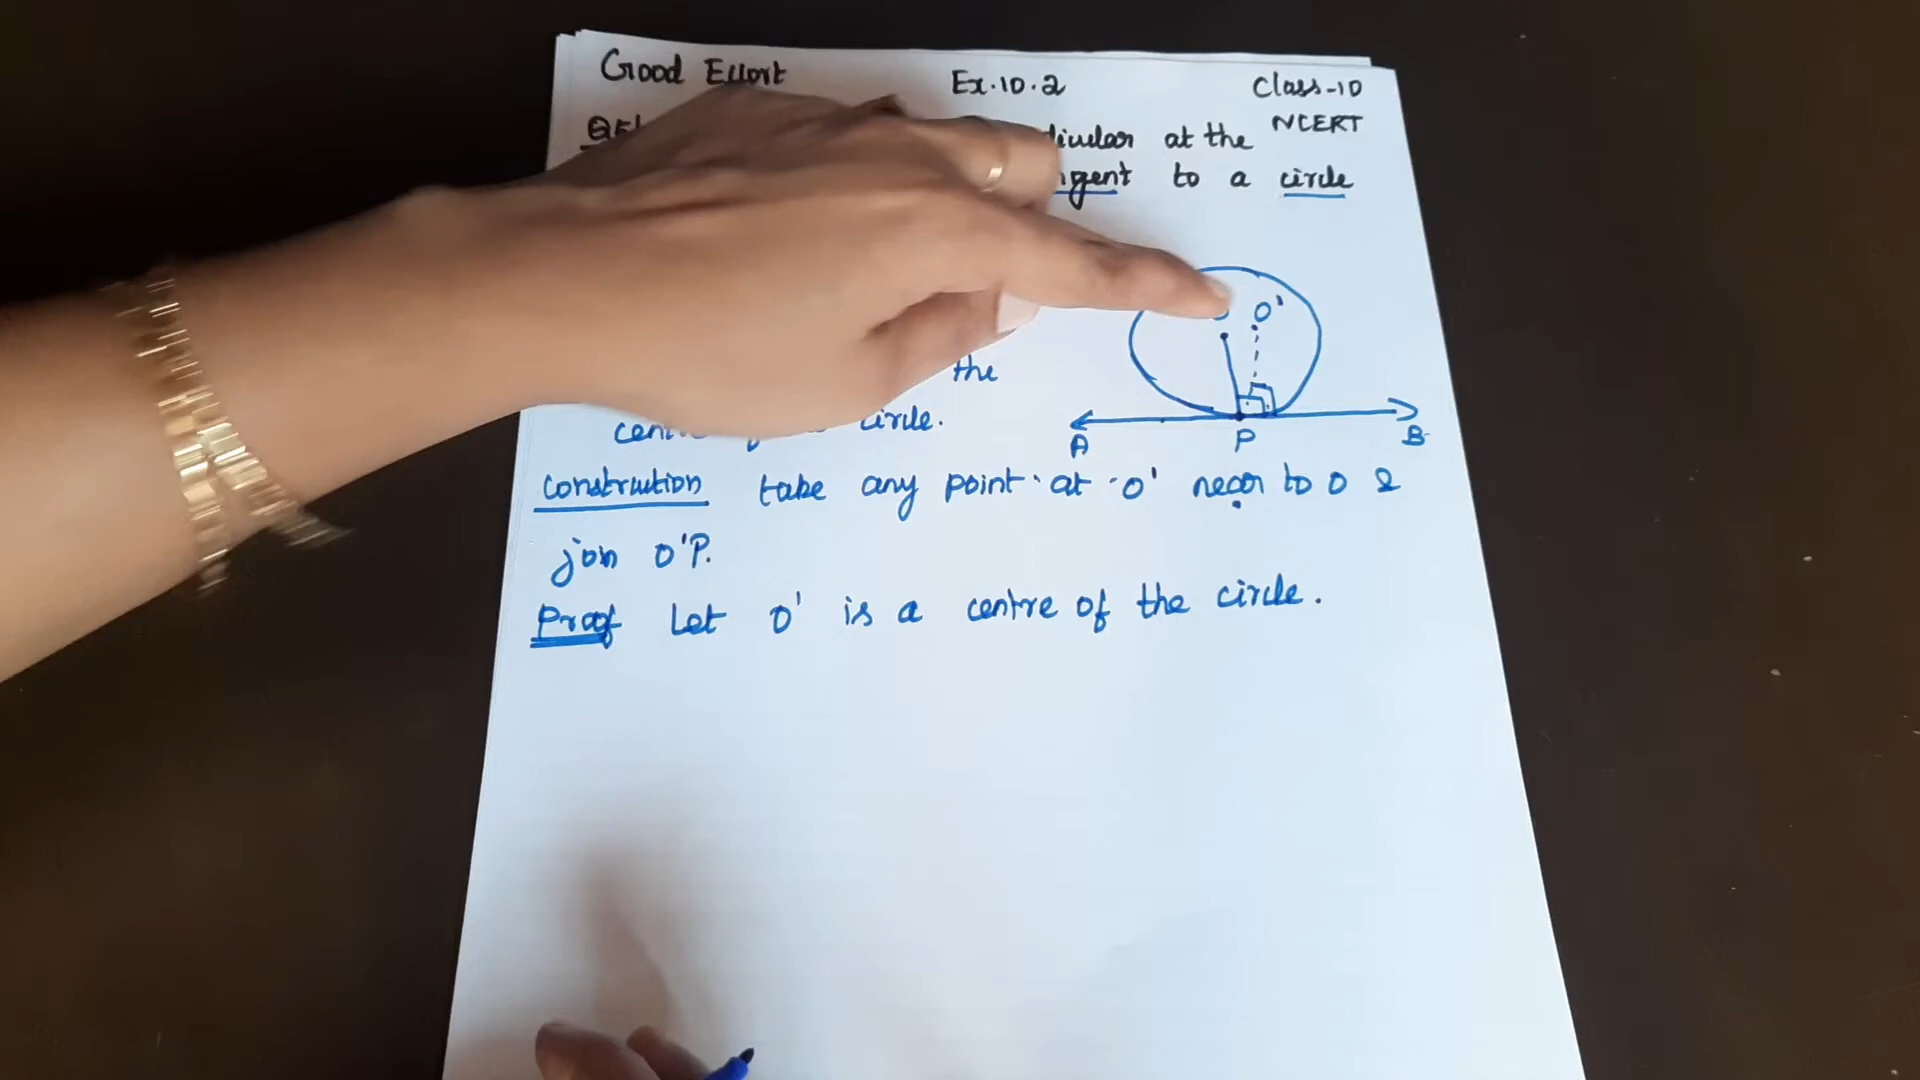 Good Effort Ex.10.2 Class-10
Q5 at the NCERT
to a circle
O'
the
circle.
A P B
Construction take any point at O' near to O &
join O'P.
Proof Let O' is a centre of the circle.